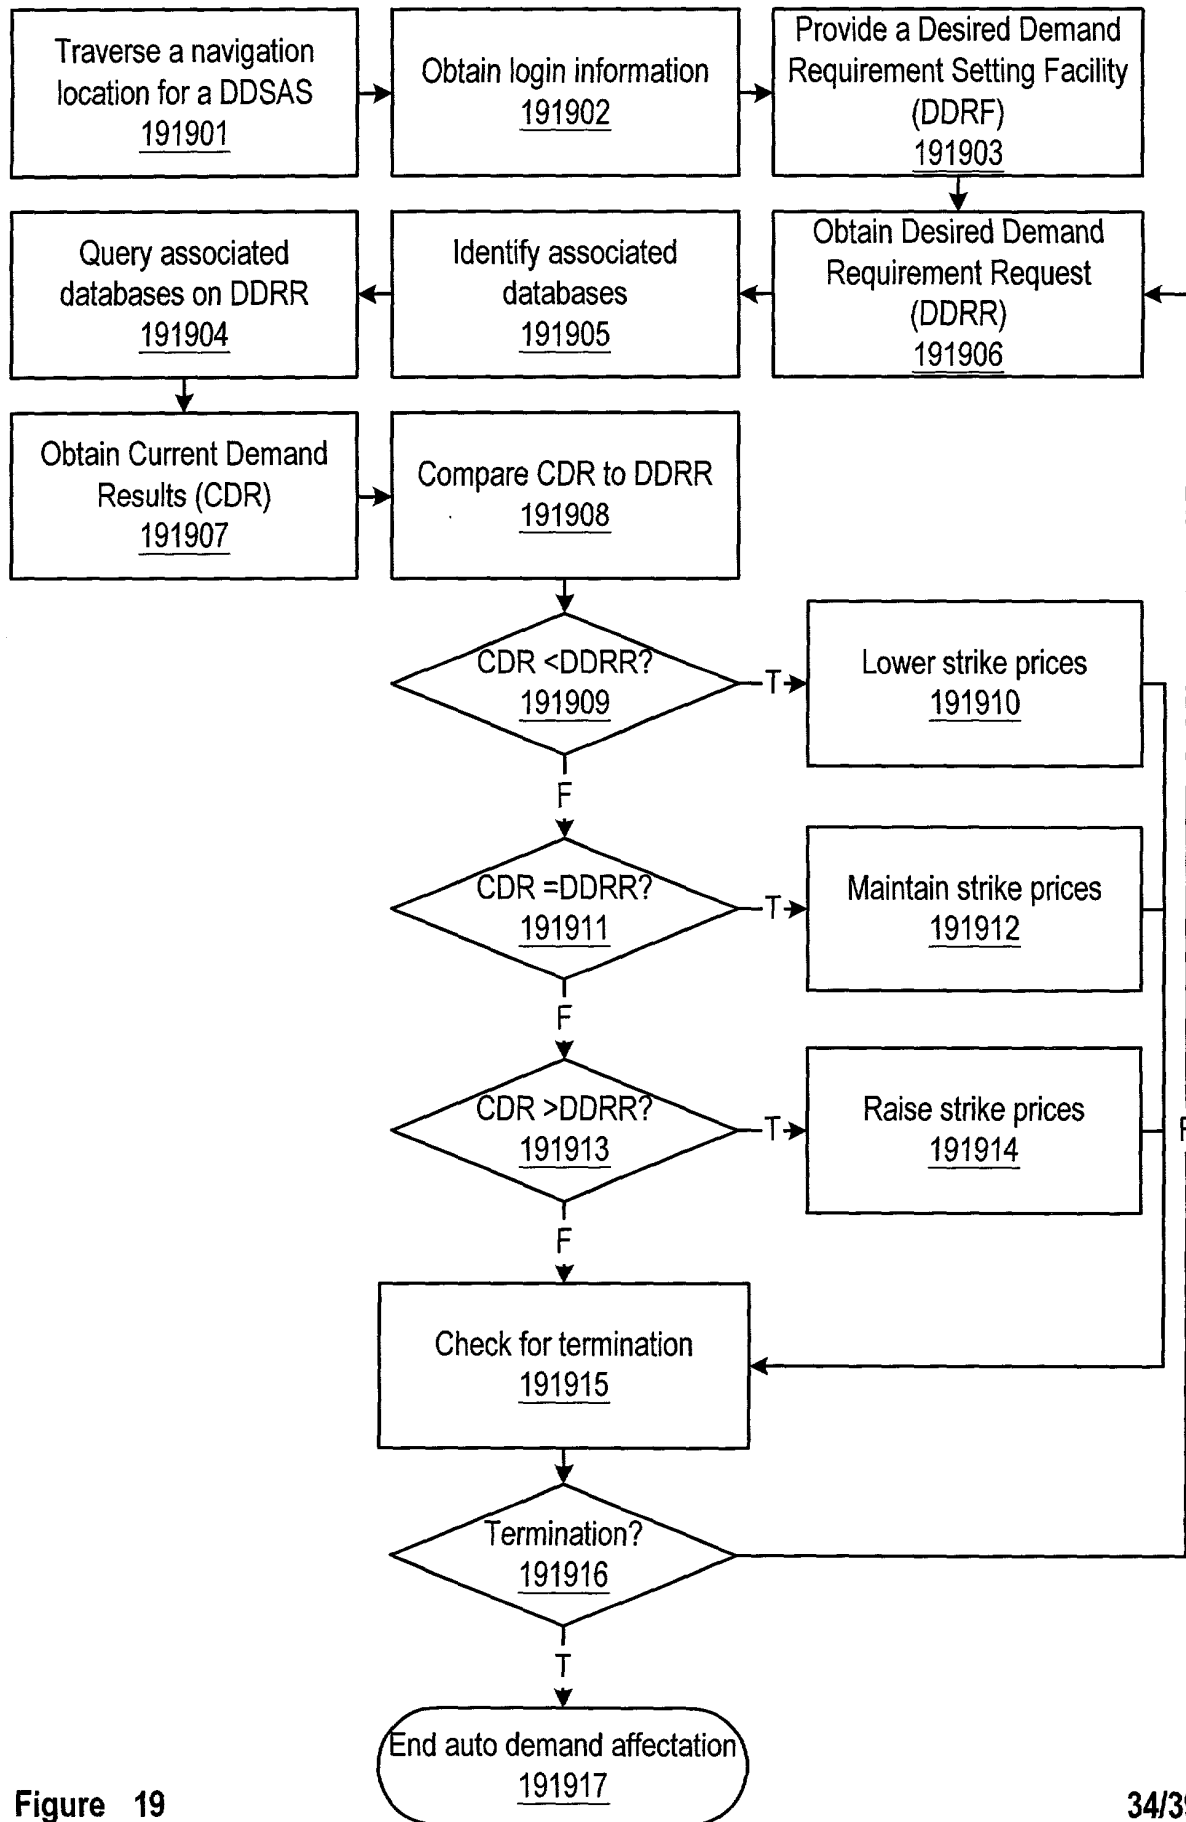 Traverse a navigation
location for a DDSAS
191901
Obtain login information
191902
Provide a Desired Demand
Requirement Setting Facility
(DDRF)
191903
Query associated
databases on DDRR
191904
Identify associated
databases
191905
Obtain Desired Demand
Requirement Request
(DDRR)
191906
Obtain Current Demand
Results (CDR)
191907
Compare CDR to DDRR
191908
CDR <DDRR?
191909
T
Lower strike prices
191910
F
CDR =DDRR?
191911
T
Maintain strike prices
191912
F
CDR >DDRR?
191913
T
Raise strike prices
191914
F
Check for termination
191915
Termination?
191916
T
End auto demand affectation
191917
Figure 19
34/39